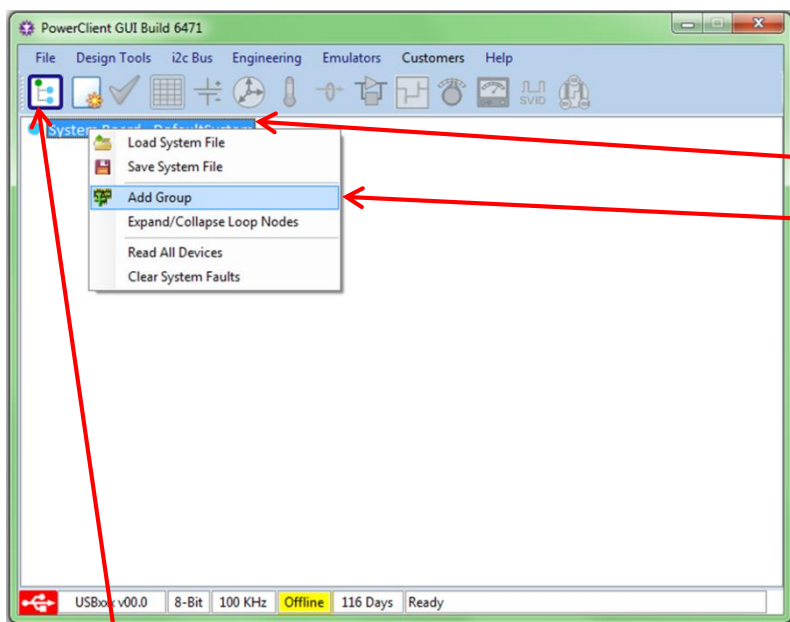 PowerClient GUI Build 6471
File Design Tools i2c Bus Engineering Emulators Customers Help
SVID
System Board - DefaultSystem
Load System File
Save System File
Add Group
Expand/Collapse Loop Nodes
Read All Devices
Clear System Faults
v00.0 8-Bit 100 KHz Offline 116 Days Ready